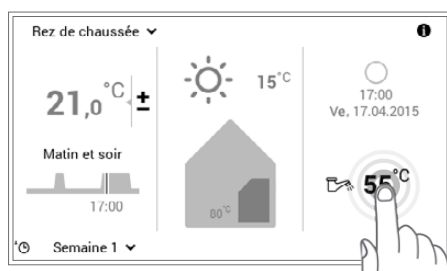 Rez de chaussée
21,0 °C ±
Matin et soir
17:00
Semaine 1
15°C
80°C
17:00
Ve, 17.04.2015
55°C